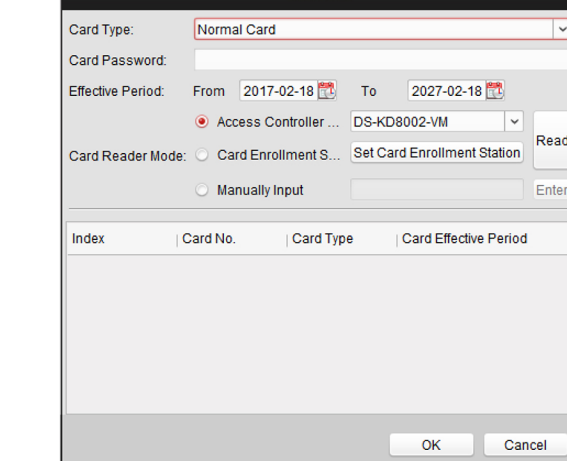 Card Type: Normal Card
Card Password:
Effective Period: From 2017-02-18 To 2027-02-18
Access Controller ... DS-KD8002-VM
Read
Card Reader Mode: Card Enrollment S... Set Card Enrollment Station
Manually Input Enter
Index Card No. Card Type Card Effective Period
OK Cancel